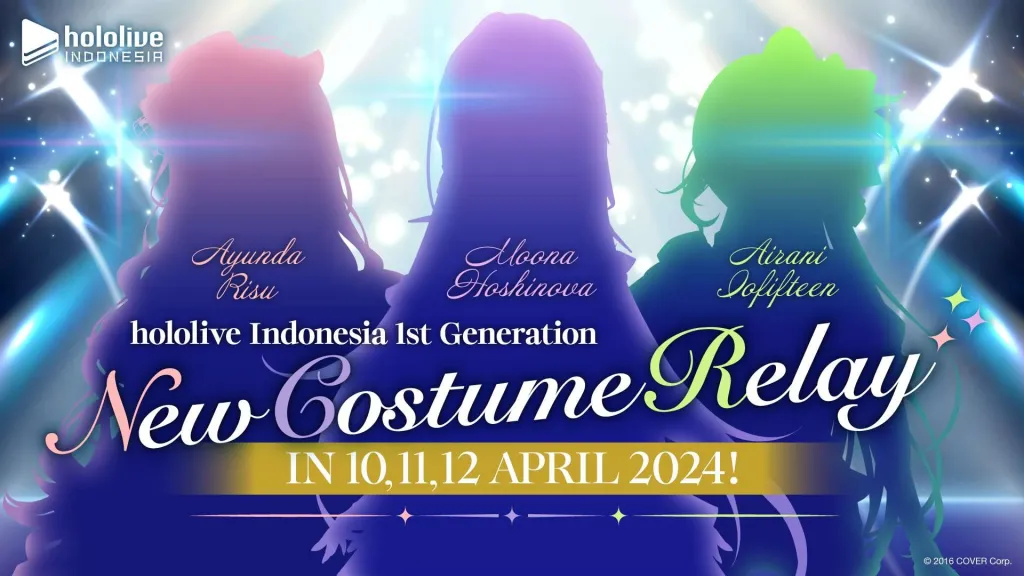 hololive
INDONESIA
Ayunda
Risu
Moona
Hoshinova
Airani
Iofifteen
hololive Indonesia 1st Generation
New Costume Relay
IN 10,11,12 APRIL 2024!
© 2016 COVER Corp.